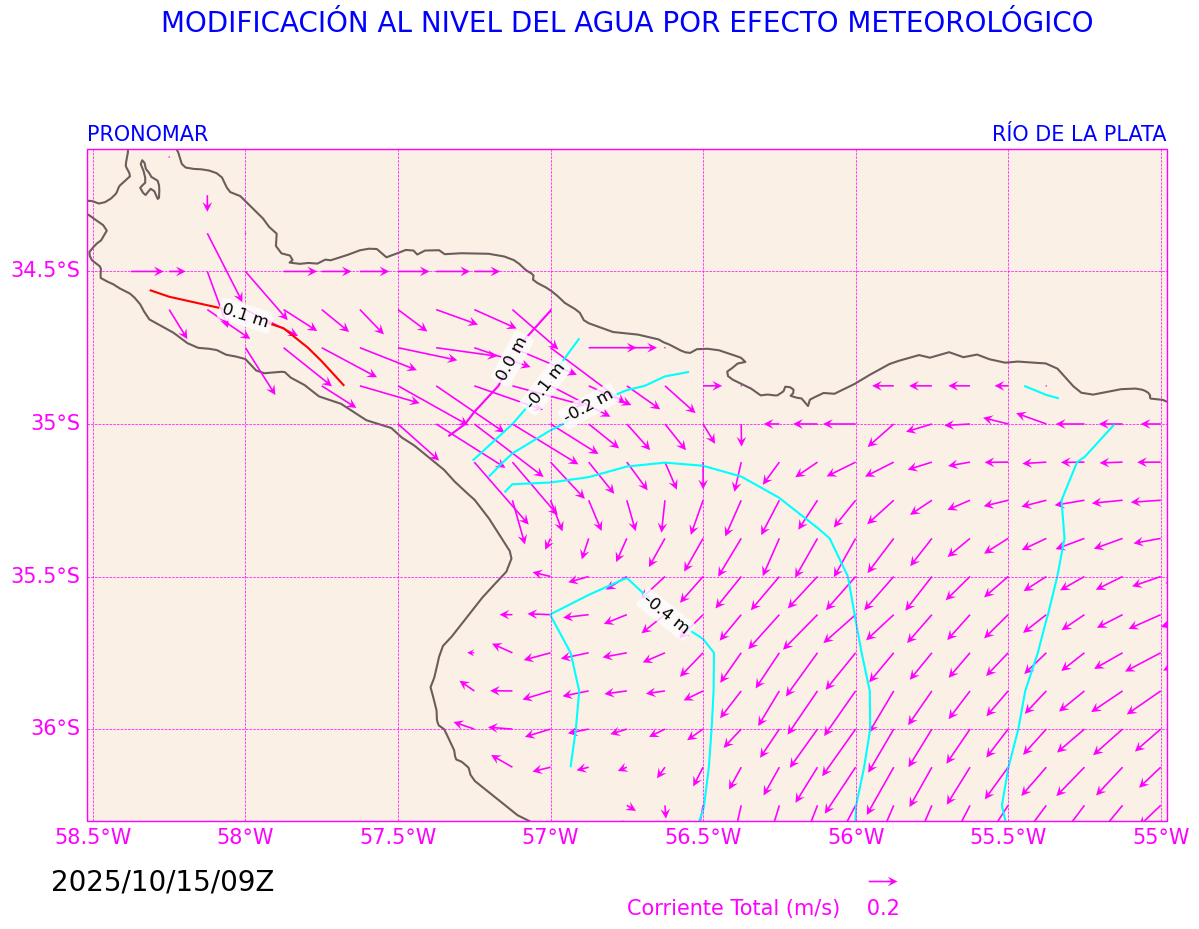 MODIFICACIÓN AL NIVEL DEL AGUA POR EFECTO METEOROLÓGICO
PRONOMAR
RÍO DE LA PLATA
34.5°S
35°S
35.5°S
36°S
0.1 m
0.0 m
-0.1 m
-0.2 m
-0.4 m
58.5°W 58°W 57.5°W 57°W 56.5°W 56°W 55.5°W 55°W
2025/10/15/09Z
Corriente Total (m/s) 0.2